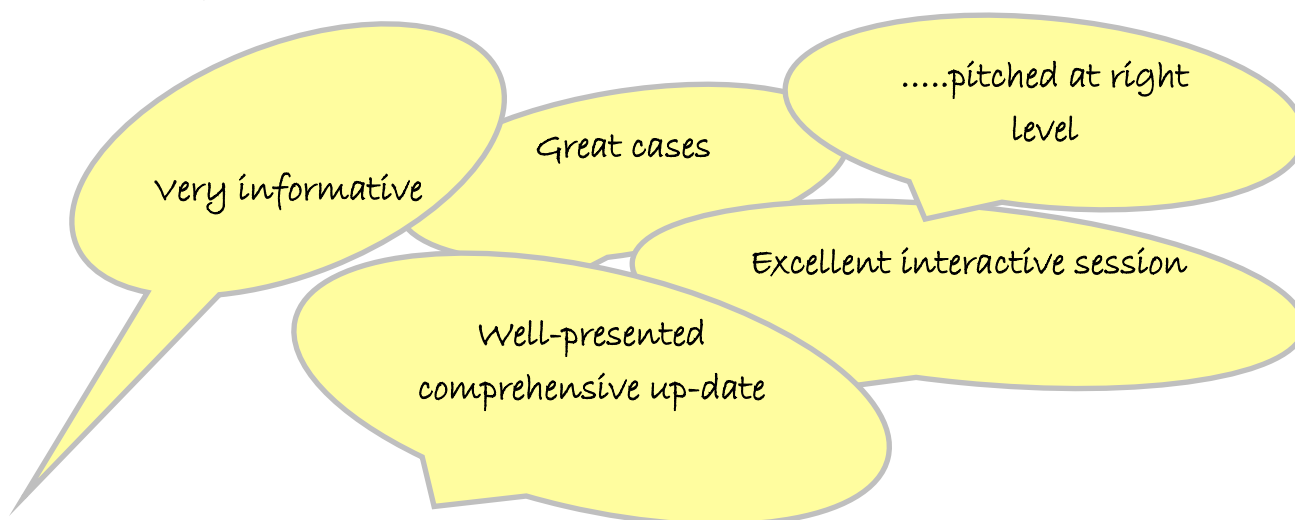 Very informative
Great cases
.....pitched at right
level
Excellent interactive session
Well-presented
comprehensive up-date